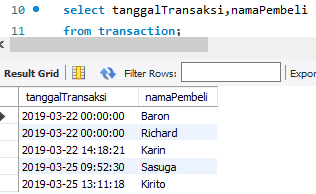 10 select tanggalTransaksi,namaPembeli
11 from transaction;
Result Grid Filter Rows: Expor
tanggalTransaksi namaPembeli
2019-03-22 00:00:00 Baron
2019-03-22 00:00:00 Richard
2019-03-22 14:18:21 Karin
2019-03-25 09:52:30 Sasuga
2019-03-25 13:11:18 Kirito